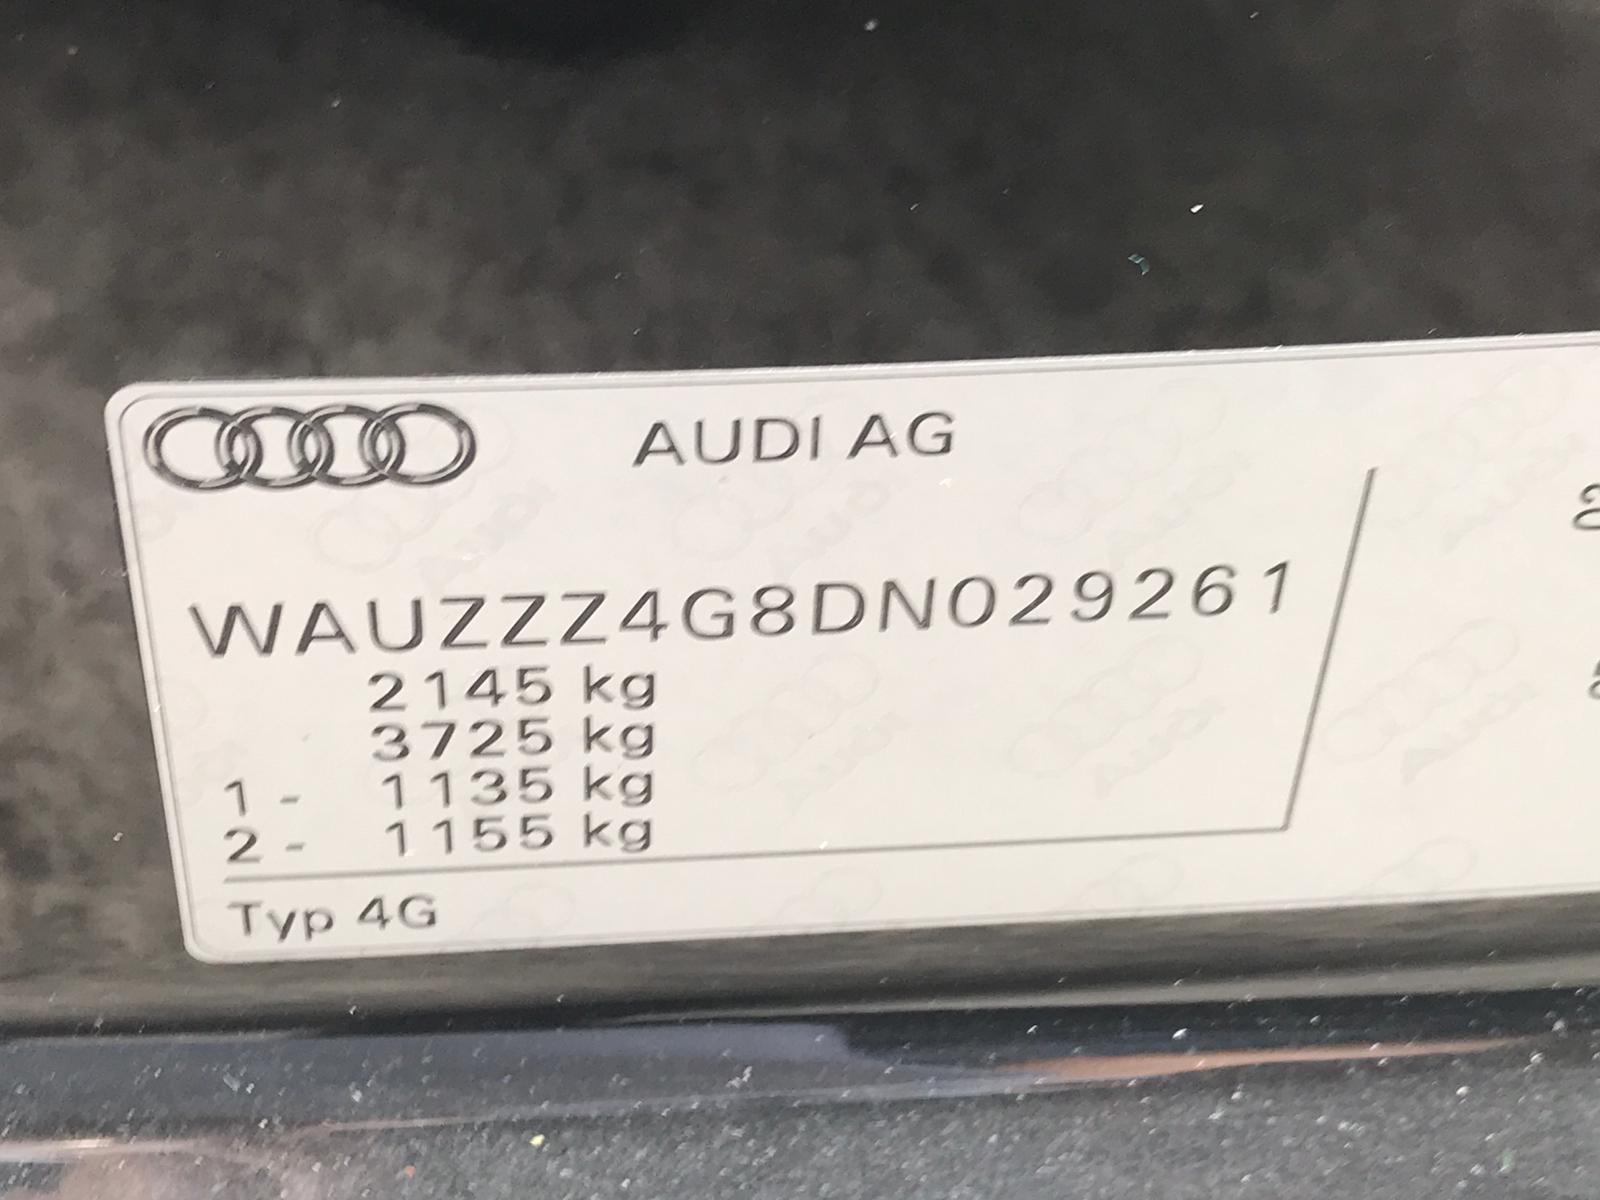 AUDI AG
WAUZZZ4G8DN029261
2145 kg
3725 kg
1 - 1135 kg
2 - 1155 kg
Typ 4G